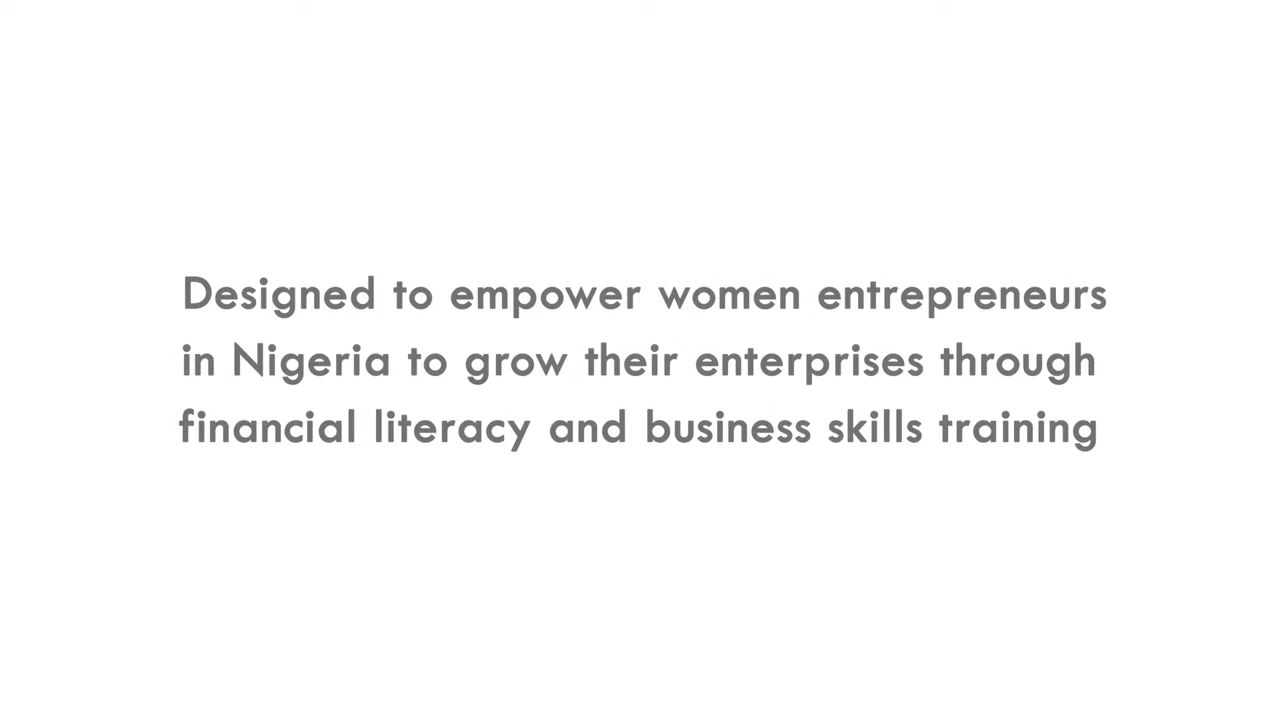 Designed to empower women entrepreneurs
in Nigeria to grow their enterprises through
financial literacy and business skills training